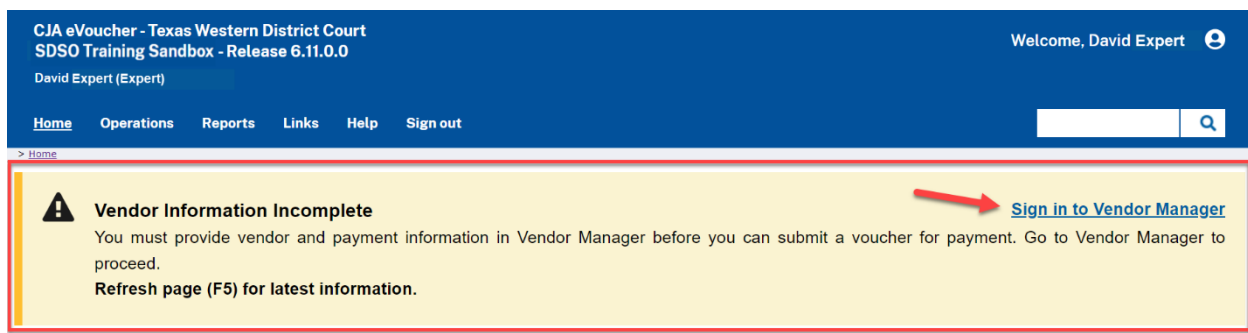 CJA eVoucher - Texas Western District Court
SDSO Training Sandbox - Release 6.11.0.0
Welcome, David Expert
David Expert (Expert)
Home Operations Reports Links Help Sign out
> Home
Vendor Information Incomplete
Sign in to Vendor Manager
You must provide vendor and payment information in Vendor Manager before you can submit a voucher for payment. Go to Vendor Manager to
proceed.
Refresh page (F5) for latest information.